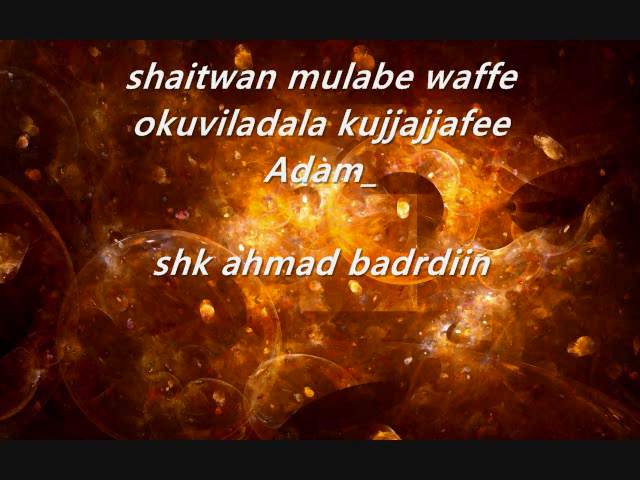 shaitwan mulabe waffe
okuviladala kujjajjafee
Adam_
shk ahmad badrdiin